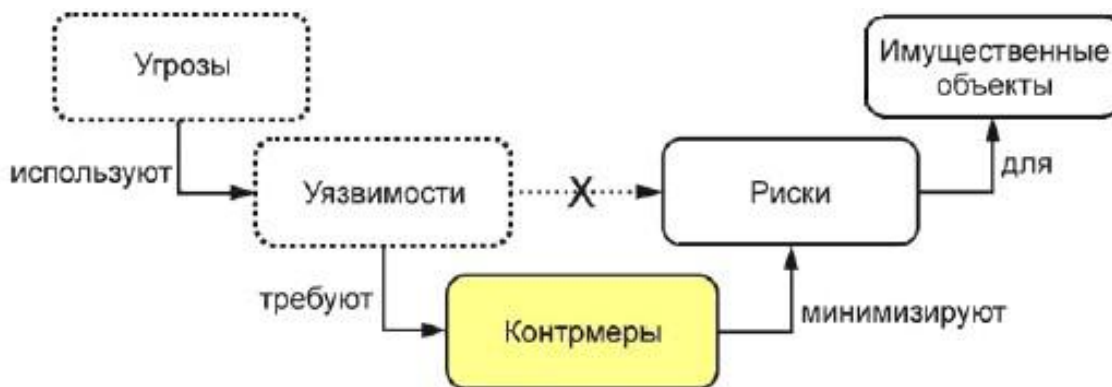 Угрозы
Имущественные
объекты
используют
Уязвимости
X
Риски
для
требуют
Контрмеры
минимизируют